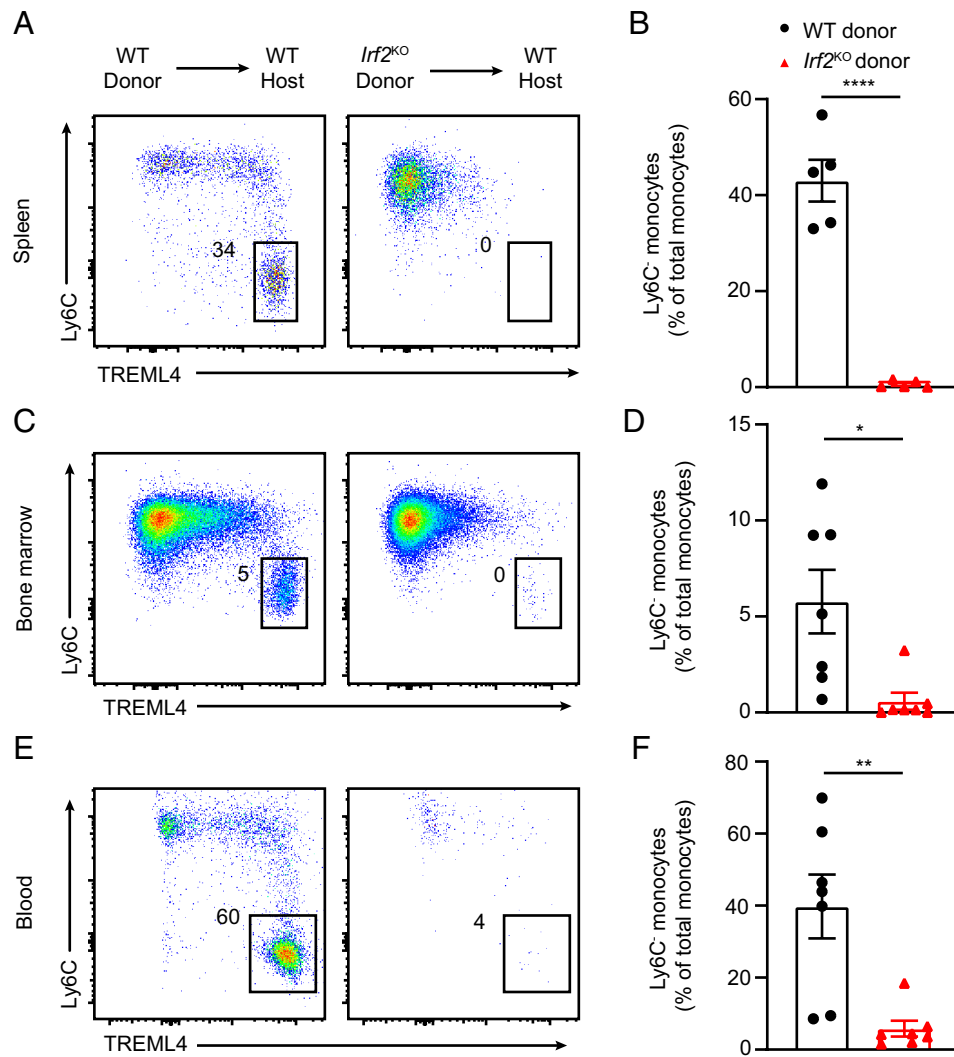 A
WT Donor → WT Host
Irf2KO Donor → WT Host
Spleen
Ly6C
34
0
TREML4
B
WT donor
Irf2KO donor
****
Ly6C- monocytes
(% of total monocytes)
60
40
20
0
C
Bone marrow
Ly6C
5
0
TREML4
D
*
Ly6C- monocytes
(% of total monocytes)
15
10
5
0
E
Blood
Ly6C
60
4
TREML4
F
**
Ly6C- monocytes
(% of total monocytes)
80
60
40
20
0